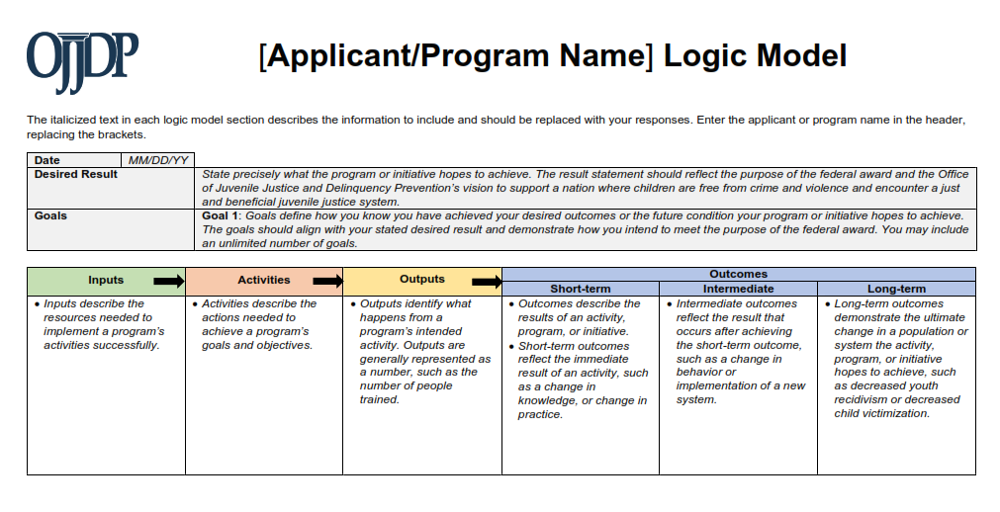 OJJDP
[Applicant/Program Name] Logic Model
The italicized text in each logic model section describes the information to include and should be replaced with your responses. Enter the applicant or program name in the header,
replacing the brackets.
Date MM/DD/YY
Desired Result
State precisely what the program or initiative hopes to achieve. The result statement should reflect the purpose of the federal award and the Office
of Juvenile Justice and Delinquency Prevention's vision to support a nation where children are free from crime and violence and encounter a just
and beneficial juvenile justice system.
Goals
Goal 1: Goals define how you know you have achieved your desired outcomes or the future condition your program or initiative hopes to achieve.
The goals should align with your stated desired result and demonstrate how you intend to meet the purpose of the federal award. You may include
an unlimited number of goals.
Inputs
Activities
Outputs
Outcomes
Short-term
Intermediate
Long-term
• Inputs describe the
resources needed to
implement a program's
activities successfully.
• Activities describe the
actions needed to
achieve a program's
goals and objectives.
• Outputs identify what
happens from a
program's intended
activity. Outputs are
generally represented as
a number, such as the
number of people
trained.
• Outcomes describe the
results of an activity,
program, or initiative.
• Short-term outcomes
reflect the immediate
result of an activity, such
as a change in
knowledge, or change in
practice.
• Intermediate outcomes
reflect the result that
occurs after achieving
the short-term outcome,
such as a change in
behavior or
implementation of a new
system.
• Long-term outcomes
demonstrate the ultimate
change in a population or
system the activity,
program, or initiative
hopes to achieve, such
as decreased youth
recidivism or decreased
child victimization.